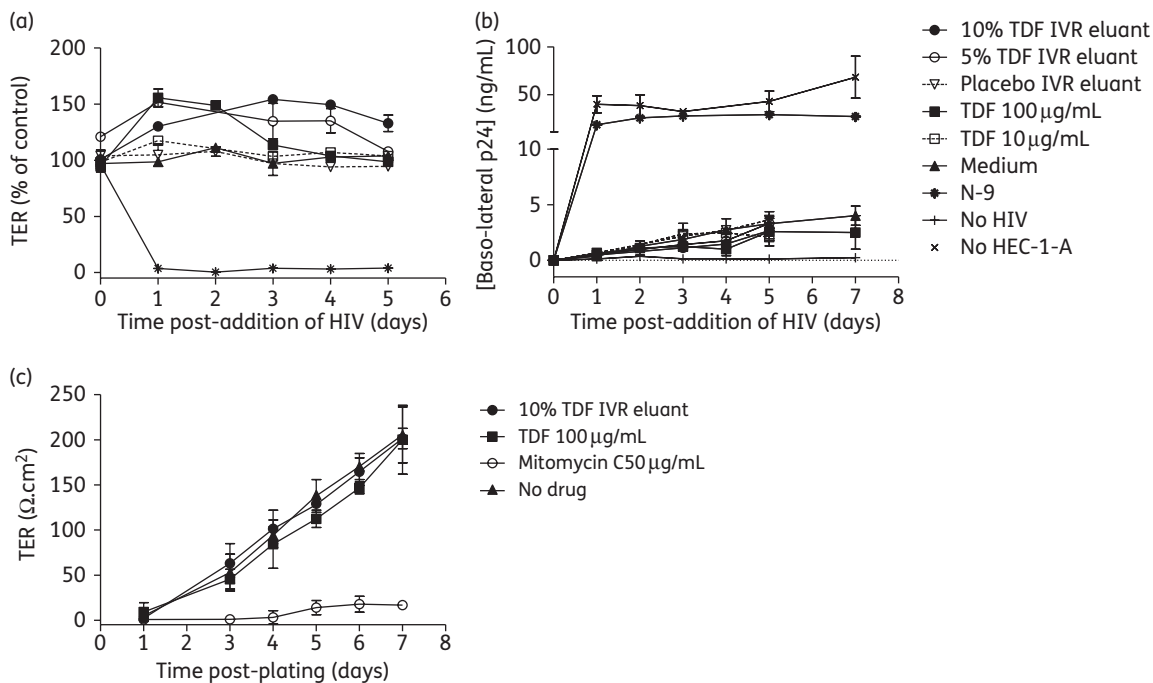 (a)
200
150
100
50
0
TER (% of control)
0 1 2 3 4 5 6
Time post-addition of HIV (days)
(b)
100
50
10
5
0
[Baso-lateral p24] (ng/mL)
0 1 2 3 4 5 6 7 8
Time post-addition of HIV (days)
10% TDF IVR eluant
5% TDF IVR eluant
Placebo IVR eluant
TDF 100 µg/mL
TDF 10 µg/mL
Medium
N-9
No HIV
No HEC-1-A
(c)
250
200
150
100
50
0
TER (Ω.cm²)
0 1 2 3 4 5 6 7 8
Time post-plating (days)
10% TDF IVR eluant
TDF 100 µg/mL
Mitomycin C50 µg/mL
No drug